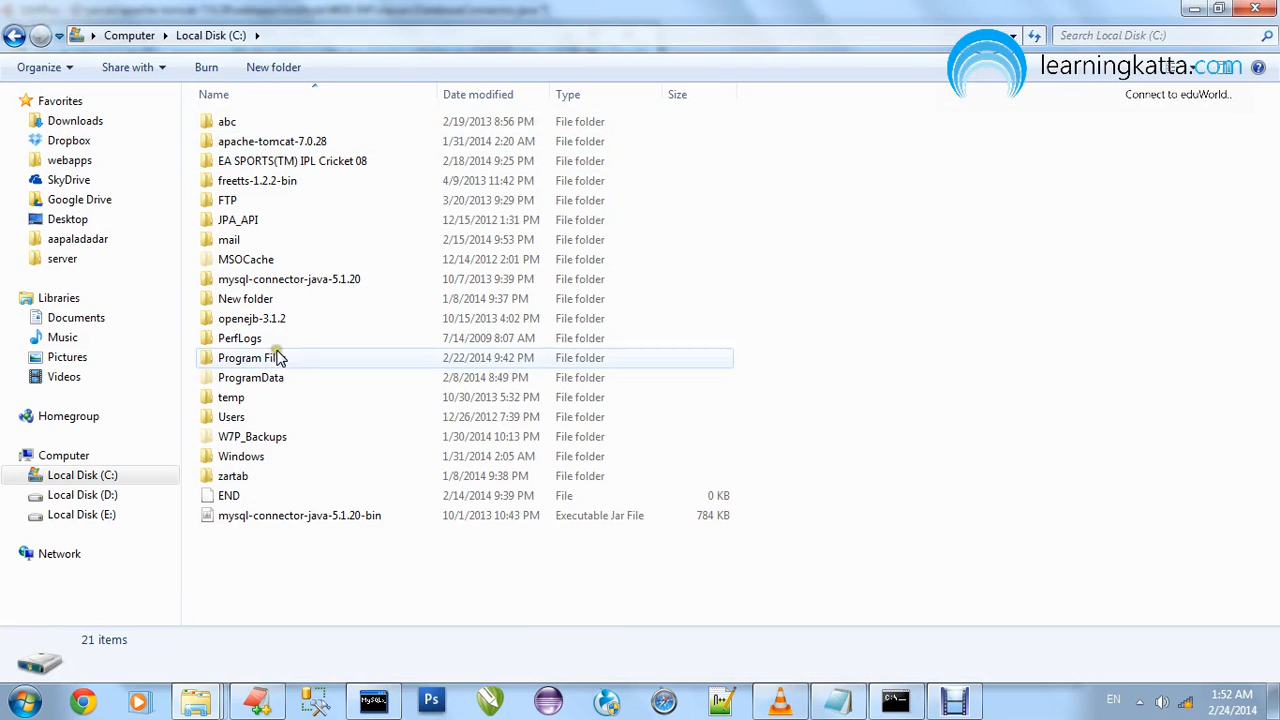 Computer Local Disk (C:) Search Local Disk (C:)
Organize Share with Burn New folder
learningkatta.com
Connect to eduWorld..
Name Date modified Type Size
Favorites
Downloads
Dropbox
webapps
SkyDrive
Google Drive
Desktop
aapaladadar
server
Libraries
Documents
Music
Pictures
Videos
Homegroup
Computer
Local Disk (C:)
Local Disk (D:)
Local Disk (E:)
Network
abc 2/19/2013 8:56 PM File folder
apache-tomcat-7.0.28 1/31/2014 2:20 AM File folder
EA SPORTS(TM) IPL Cricket 08 2/18/2014 9:25 PM File folder
freetts-1.2.2-bin 4/9/2013 11:42 PM File folder
FTP 3/20/2013 9:29 PM File folder
JPA_API 12/15/2012 1:31 PM File folder
mail 2/15/2014 9:53 PM File folder
MSOCache 12/14/2012 2:01 PM File folder
mysql-connector-java-5.1.20 10/7/2013 9:39 PM File folder
New folder 1/8/2014 9:37 PM File folder
openejb-3.1.2 10/15/2013 4:02 PM File folder
PerfLogs 7/14/2009 8:07 AM File folder
Program Fil 2/22/2014 9:42 PM File folder
ProgramData 2/8/2014 8:49 PM File folder
temp 10/30/2013 5:32 PM File folder
Users 12/26/2012 7:39 PM File folder
W7P_Backups 1/30/2014 10:13 PM File folder
Windows 1/31/2014 2:05 AM File folder
zartab 1/8/2014 9:38 PM File folder
END 2/14/2014 9:39 PM File 0 KB
mysql-connector-java-5.1.20-bin 10/1/2013 10:43 PM Executable Jar File 784 KB
21 items
MySQL
Ps
C:\
EN
1:52 AM
2/24/2014